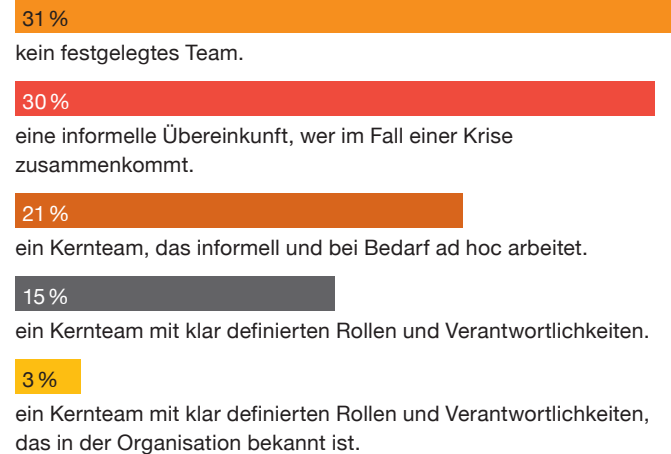 31 %
kein festgelegtes Team.
30 %
eine informelle Übereinkunft, wer im Fall einer Krise
zusammenkommt.
21 %
ein Kernteam, das informell und bei Bedarf ad hoc arbeitet.
15 %
ein Kernteam mit klar definierten Rollen und Verantwortlichkeiten.
3 %
ein Kernteam mit klar definierten Rollen und Verantwortlichkeiten,
das in der Organisation bekannt ist.